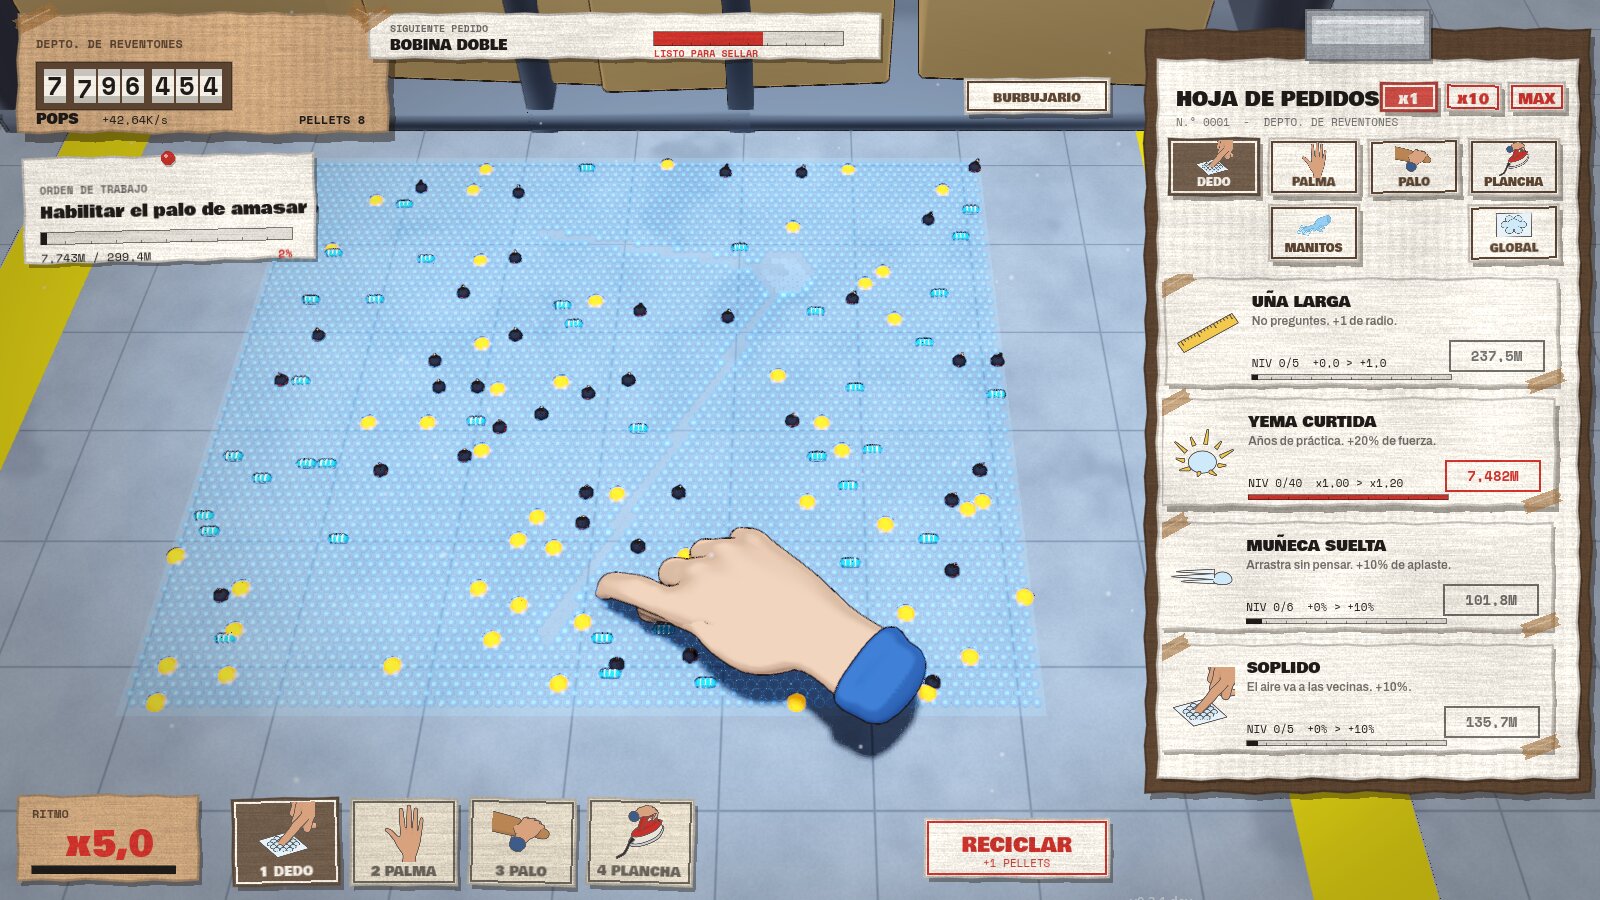 DEPTO. DE REVENTONES
7 796 454
POPS +42,64K/s PELLETS 8
SIGUIENTE PEDIDO
BOBINA DOBLE
LISTO PARA SELLAR
BURBUJARIO
ORDEN DE TRABAJO
Habilitar el palo de amasar
7,743M / 299,4M 2%
HOJA DE PEDIDOS x1 x10 MAX
N.° 0001 - DEPTO. DE REVENTONES
DEDO PALMA PALO PLANCHA
MANITOS GLOBAL
UÑA LARGA
No preguntes. +1 de radio.
NIV 0/5 +0,0 > +1,0 237,5M
YEMA CURTIDA
Años de práctica. +20% de fuerza.
NIV 0/40 x1,00 > x1,20 7,482M
MUÑECA SUELTA
Arrastra sin pensar. +10% de aplaste.
NIV 0/6 +0% > +10% 101,8M
SOPLIDO
El aire va a las vecinas. +10%.
NIV 0/5 +0% > +10% 135,7M
RITMO
x5,0
1 DEDO 2 PALMA 3 PALO 4 PLANCHA
RECICLAR
+1 PELLETS